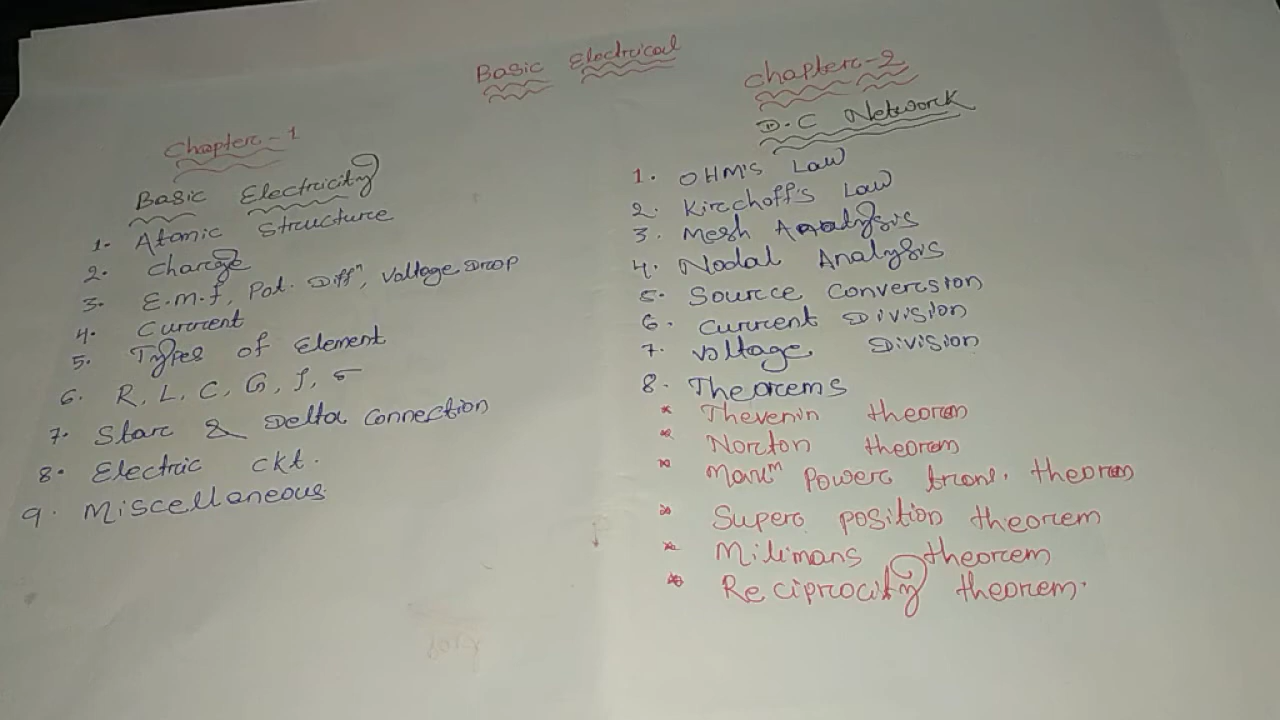 Basic Electrical
Chapter-1
Basic Electricity
1. Atomic Structure
2. Charge
3. E.m.f, Pot. Diffⁿ, Voltage Drop
4. Current
5. Types of Element
6. R, L, C, G, ρ, σ
7. Star & Delta Connection
8. Electric ckt.
9. Miscellaneous
Chapter-2
D.C Network
1. OHM's Law
2. Kirchoff's Law
3. Mesh Analysis
4. Nodal Analysis
5. Source Conversion
6. Current Division
7. Voltage Division
8. Theorems
* Thevenin theorem
* Norton theorem
* Maxᵐ Power trans. theorem
* Super position theorem
* Milimans theorem
* Reciprocity theorem.